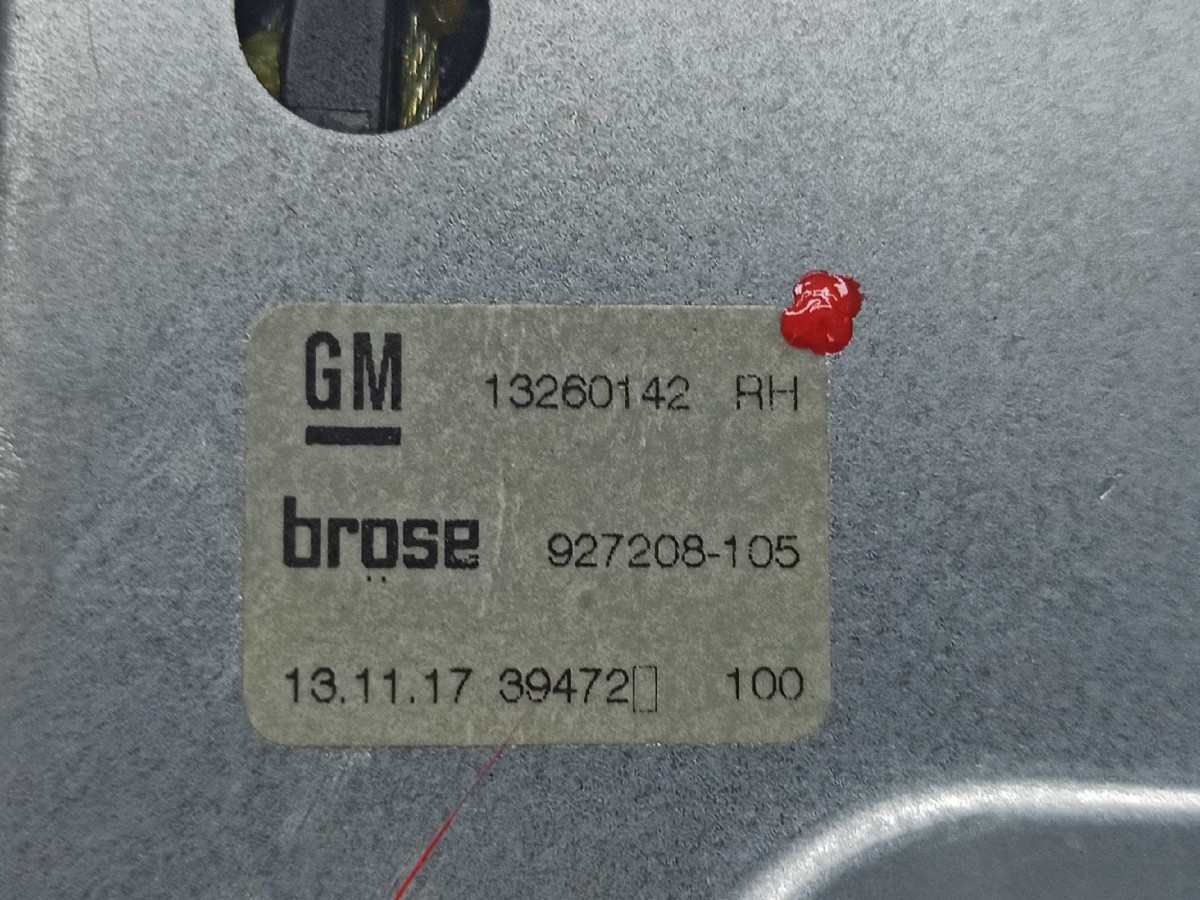 GM 13260142 RH
brose 927208-105
13.11.17 39472▯ 100